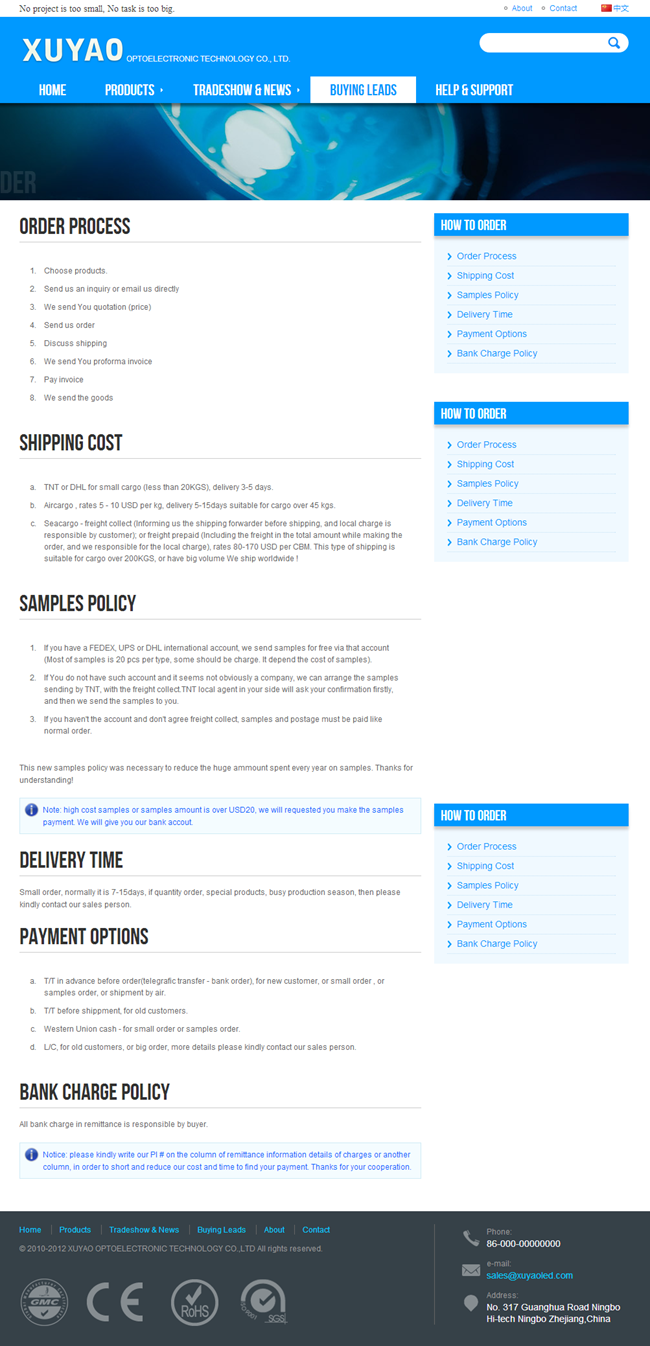 No project is too small, No task is too big.
About
Contact
中文
XUYAO OPTOELECTRONIC TECHNOLOGY CO., LTD.
HOME
PRODUCTS
TRADESHOW & NEWS
BUYING LEADS
HELP & SUPPORT
DER
ORDER PROCESS
1. Choose products.
2. Send us an inquiry or email us directly
3. We send You quotation (price)
4. Send us order
5. Discuss shipping
6. We send You proforma invoice
7. Pay invoice
8. We send the goods
SHIPPING COST
a. TNT or DHL for small cargo (less than 20KGS), delivery 3-5 days.
b. Aircargo , rates 5 - 10 USD per kg, delivery 5-15days suitable for cargo over 45 kgs.
c. Seacargo - freight collect (Informing us the shipping forwarder before shipping, and local charge is
responsible by customer); or freight prepaid (Including the freight in the total amount while making the
order, and we responsible for the local charge), rates 80-170 USD per CBM. This type of shipping is
suitable for cargo over 200KGS, or have big volume We ship worldwide !
SAMPLES POLICY
1. If you have a FEDEX, UPS or DHL international account, we send samples for free via that account
(Most of samples is 20 pcs per type, some should be charge. It depend the cost of samples).
2. If You do not have such account and it seems not obviously a company, we can arrange the samples
sending by TNT, with the freight collect.TNT local agent in your side will ask your confirmation firstly,
and then we send the samples to you.
3. If you haven't the account and don't agree freight collect, samples and postage must be paid like
normal order.
This new samples policy was necessary to reduce the huge ammount spent every year on samples. Thanks for
understanding!
Note: high cost samples or samples amount is over USD20, we will requested you make the samples
payment. We will give you our bank accout.
DELIVERY TIME
Small order, normally it is 7-15days, if quantity order, special products, busy production season, then please
kindly contact our sales person.
PAYMENT OPTIONS
a. T/T in advance before order(telegrafic transfer - bank order), for new customer, or small order , or
samples order, or shipment by air.
b. T/T before shippment, for old customers.
c. Western Union cash - for small order or samples order.
d. L/C, for old customers, or big order, more details please kindly contact our sales person.
BANK CHARGE POLICY
All bank charge in remittance is responsible by buyer.
Notice: please kindly write our PI # on the column of remittance information details of charges or another
column, in order to short and reduce our cost and time to find your payment. Thanks for your cooperation.
HOW TO ORDER
Order Process
Shipping Cost
Samples Policy
Delivery Time
Payment Options
Bank Charge Policy
HOW TO ORDER
Order Process
Shipping Cost
Samples Policy
Delivery Time
Payment Options
Bank Charge Policy
HOW TO ORDER
Order Process
Shipping Cost
Samples Policy
Delivery Time
Payment Options
Bank Charge Policy
Home
Products
Tradeshow & News
Buying Leads
About
Contact
© 2010-2012 XUYAO OPTOELECTRONIC TECHNOLOGY CO.,LTD All rights reserved.
GMC
CE
RoHS
SGS
Phone:
86-000-00000000
e-mail:
sales@xuyaoled.com
Address:
No. 317 Guanghua Road Ningbo
Hi-tech Ningbo Zhejiang,China